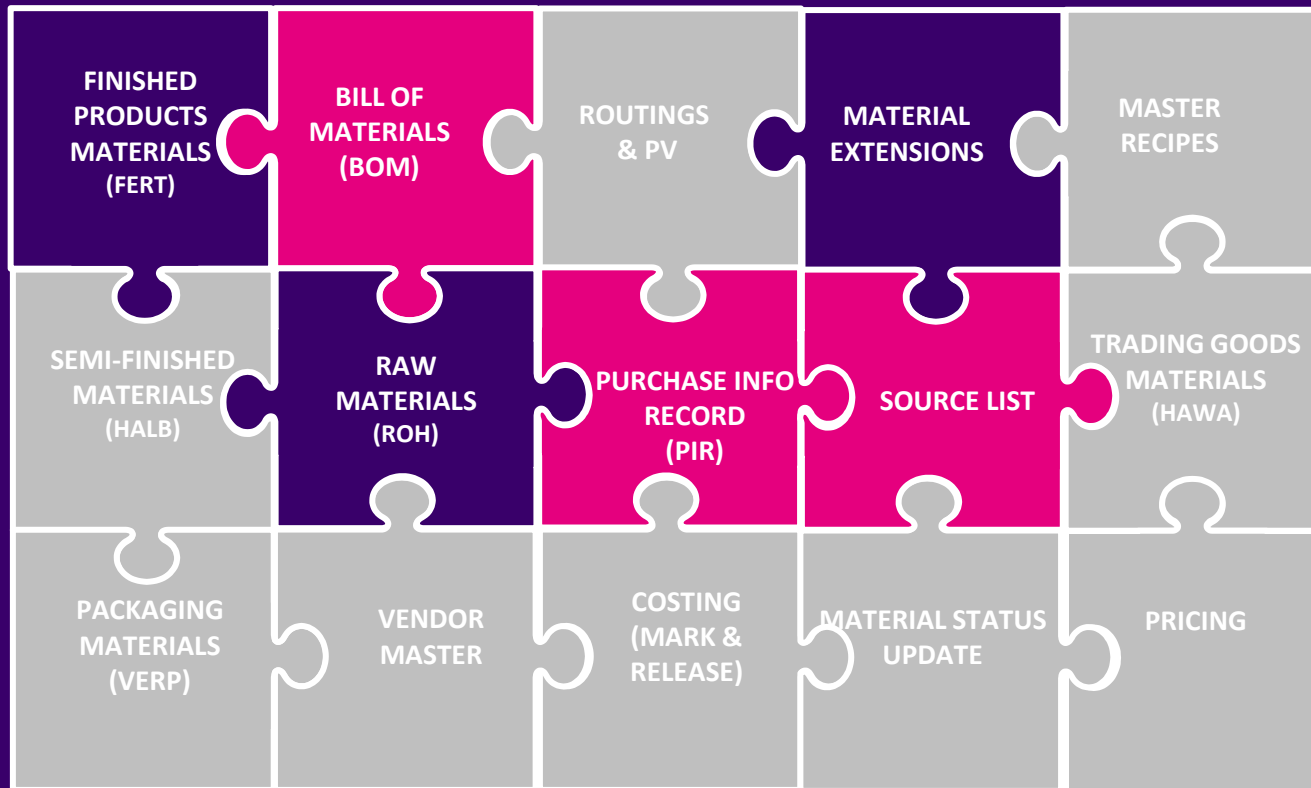 FINISHED
PRODUCTS
MATERIALS
(FERT)
BILL OF
MATERIALS
(BOM)
ROUTINGS
& PV
MATERIAL
EXTENSIONS
MASTER
RECIPES
SEMI-FINISHED
MATERIALS
(HALB)
RAW
MATERIALS
(ROH)
PURCHASE INFO
RECORD
(PIR)
SOURCE LIST
TRADING GOODS
MATERIALS
(HAWA)
PACKAGING
MATERIALS
(VERP)
VENDOR
MASTER
COSTING
(MARK &
RELEASE)
MATERIAL STATUS
UPDATE
PRICING